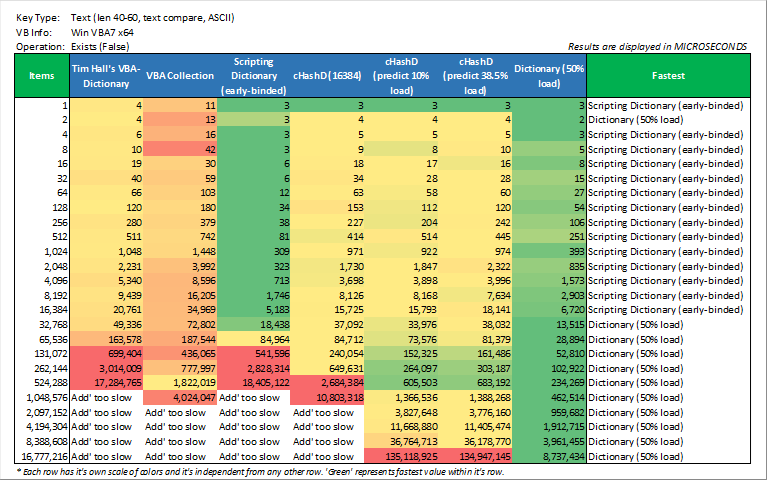 Key Type: Text (len 40-60, text compare, ASCII)
VB Info: Win VBA7 x64
Operation: Exists (False)
Results are displayed in MICROSECONDS
Items Tim Hall's VBA-Dictionary VBA Collection Scripting Dictionary (early-binded) cHashD (16384) cHashD (predict 10% load) cHashD (predict 38.5% load) Dictionary (50% load) Fastest
1 4 11 3 3 3 3 3 Scripting Dictionary (early-binded)
2 4 13 3 4 4 4 2 Dictionary (50% load)
4 6 16 3 5 5 5 3 Scripting Dictionary (early-binded)
8 10 42 3 9 8 10 5 Scripting Dictionary (early-binded)
16 19 30 6 18 17 16 8 Scripting Dictionary (early-binded)
32 40 59 6 34 28 28 15 Scripting Dictionary (early-binded)
64 66 103 12 63 58 60 27 Scripting Dictionary (early-binded)
128 120 180 34 153 112 120 54 Scripting Dictionary (early-binded)
256 280 379 38 227 204 242 106 Scripting Dictionary (early-binded)
512 511 742 81 414 514 445 251 Scripting Dictionary (early-binded)
1,024 1,048 1,448 309 971 922 974 393 Scripting Dictionary (early-binded)
2,048 2,231 3,992 323 1,730 1,847 2,322 835 Scripting Dictionary (early-binded)
4,096 5,340 8,596 713 3,698 3,898 3,996 1,573 Scripting Dictionary (early-binded)
8,192 9,439 16,205 1,746 8,126 8,168 7,634 2,903 Scripting Dictionary (early-binded)
16,384 20,761 34,969 5,183 15,725 15,793 18,141 6,720 Scripting Dictionary (early-binded)
32,768 49,336 72,802 18,438 37,092 33,976 38,032 13,515 Dictionary (50% load)
65,536 163,578 187,544 84,964 84,712 73,576 81,379 28,894 Dictionary (50% load)
131,072 699,404 436,065 541,596 240,054 152,325 161,486 52,810 Dictionary (50% load)
262,144 3,014,009 777,997 2,828,314 649,631 264,097 303,187 102,922 Dictionary (50% load)
524,288 17,284,765 1,822,019 18,405,122 2,684,384 605,503 683,192 234,269 Dictionary (50% load)
1,048,576 Add' too slow 4,024,047 Add' too slow 10,803,318 1,366,536 1,388,268 462,514 Dictionary (50% load)
2,097,152 Add' too slow Add' too slow Add' too slow Add' too slow 3,827,648 3,776,160 959,682 Dictionary (50% load)
4,194,304 Add' too slow Add' too slow Add' too slow Add' too slow 11,668,880 11,405,474 1,912,715 Dictionary (50% load)
8,388,608 Add' too slow Add' too slow Add' too slow Add' too slow 36,764,713 36,178,770 3,961,455 Dictionary (50% load)
16,777,216 Add' too slow Add' too slow Add' too slow Add' too slow 135,118,925 134,947,145 8,737,434 Dictionary (50% load)
* Each row has it's own scale of colors and it's independent from any other row. 'Green' represents fastest value within it's row.